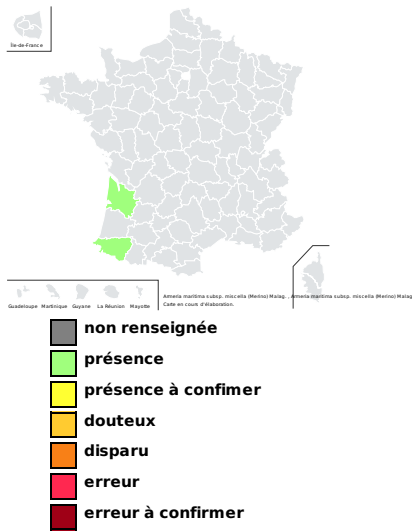 Île-de-France
Guadeloupe Martinique Guyane La Réunion Mayotte
Armeria maritima subsp. miscella (Merino) Malag. , Armeria maritima subsp. miscella (Merino) Malag
Carte en cours d'élaboration.
non renseignée
présence
présence à confimer
douteux
disparu
erreur
erreur à confirmer